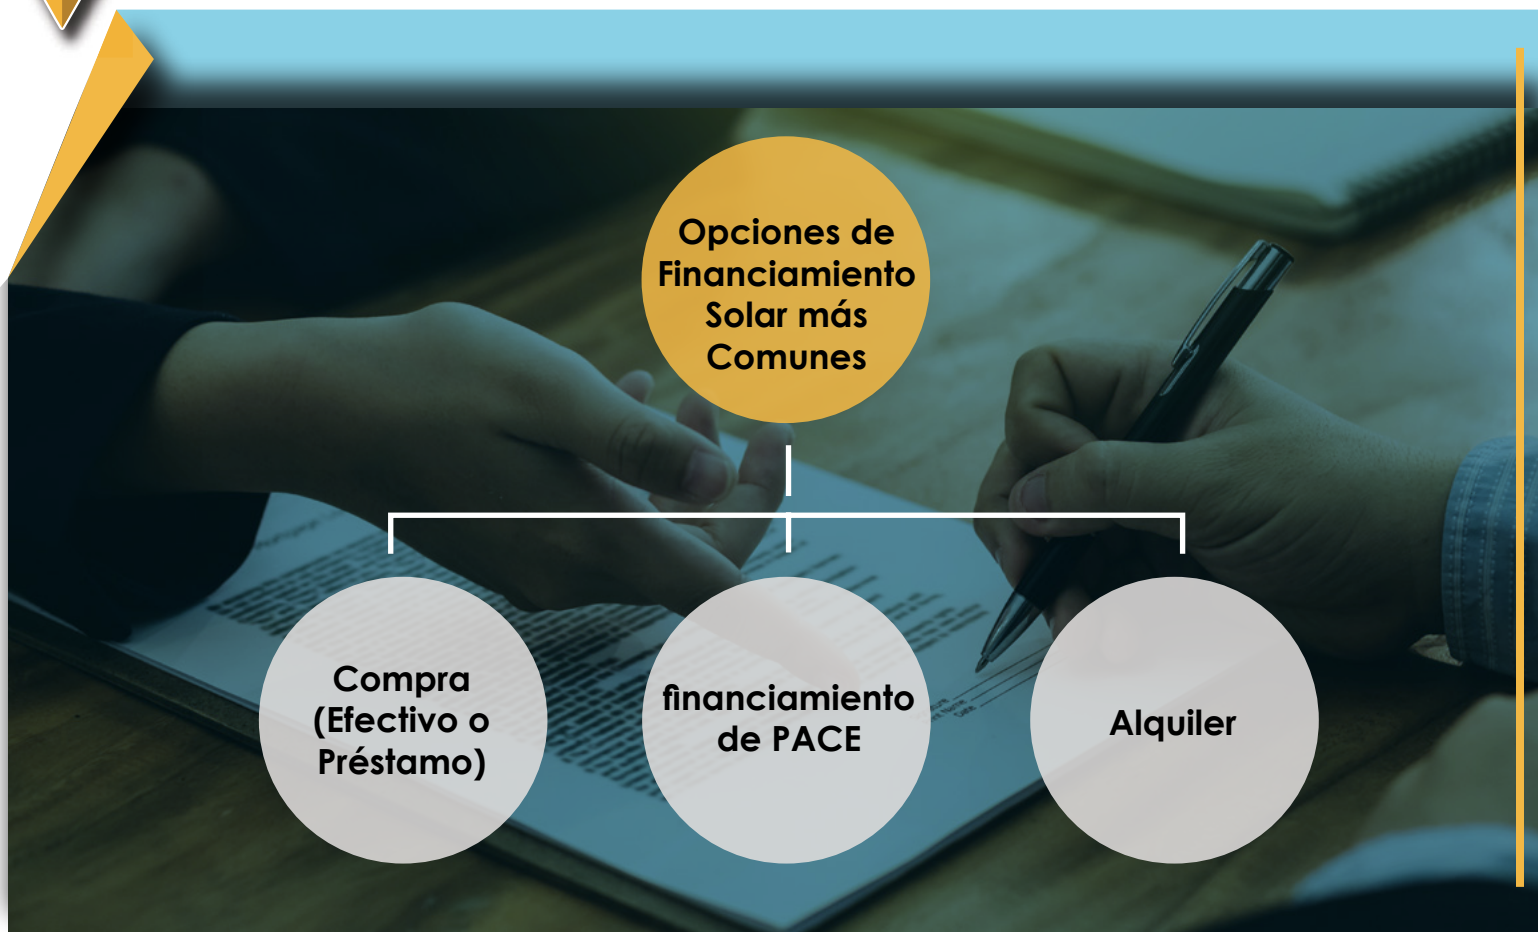 Opciones de
Financiamiento
Solar más
Comunes
Compra
(Efectivo o
Préstamo)
financiamiento
de PACE
Alquiler